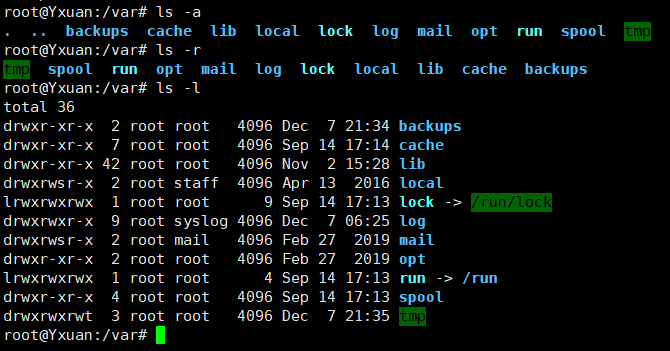 root@Yxuan:/var# ls -a
.  ..  backups  cache  lib  local  lock  log  mail  opt  run  spool  tmp
root@Yxuan:/var# ls -r
tmp  spool  run  opt  mail  log  lock  local  lib  cache  backups
root@Yxuan:/var# ls -l
total 36
drwxr-xr-x  2 root root   4096 Dec  7 21:34 backups
drwxr-xr-x  7 root root   4096 Sep 14 17:14 cache
drwxr-xr-x 42 root root   4096 Nov  2 15:28 lib
drwxrwsr-x  2 root staff  4096 Apr 13  2016 local
lrwxrwxrwx  1 root root      9 Sep 14 17:13 lock -> /run/lock
drwxrwxr-x  9 root syslog 4096 Dec  7 06:25 log
drwxrwsr-x  2 root mail   4096 Feb 27  2019 mail
drwxr-xr-x  2 root root   4096 Feb 27  2019 opt
lrwxrwxrwx  1 root root      4 Sep 14 17:13 run -> /run
drwxr-xr-x  4 root root   4096 Sep 14 17:13 spool
drwxrwxrwt  3 root root   4096 Dec  7 21:35 tmp
root@Yxuan:/var#